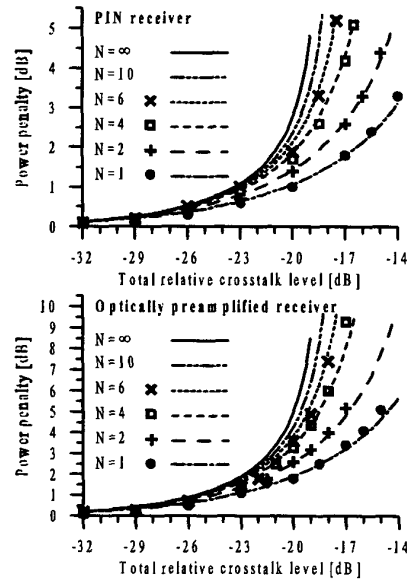 PIN receiver
5
4
3
2
1
0
Power penalty [dB]
N = ∞
N = 10
N = 6
N = 4
N = 2
N = 1
-32 -29 -26 -23 -20 -17 -14
Total relative crosstalk level [dB]
Optically preamplified receiver
10
9
8
7
6
5
4
3
2
1
0
Power penalty [dB]
N = ∞
N = 10
N = 6
N = 4
N = 2
N = 1
-32 -29 -26 -23 -20 -17 -14
Total relative crosstalk level [dB]